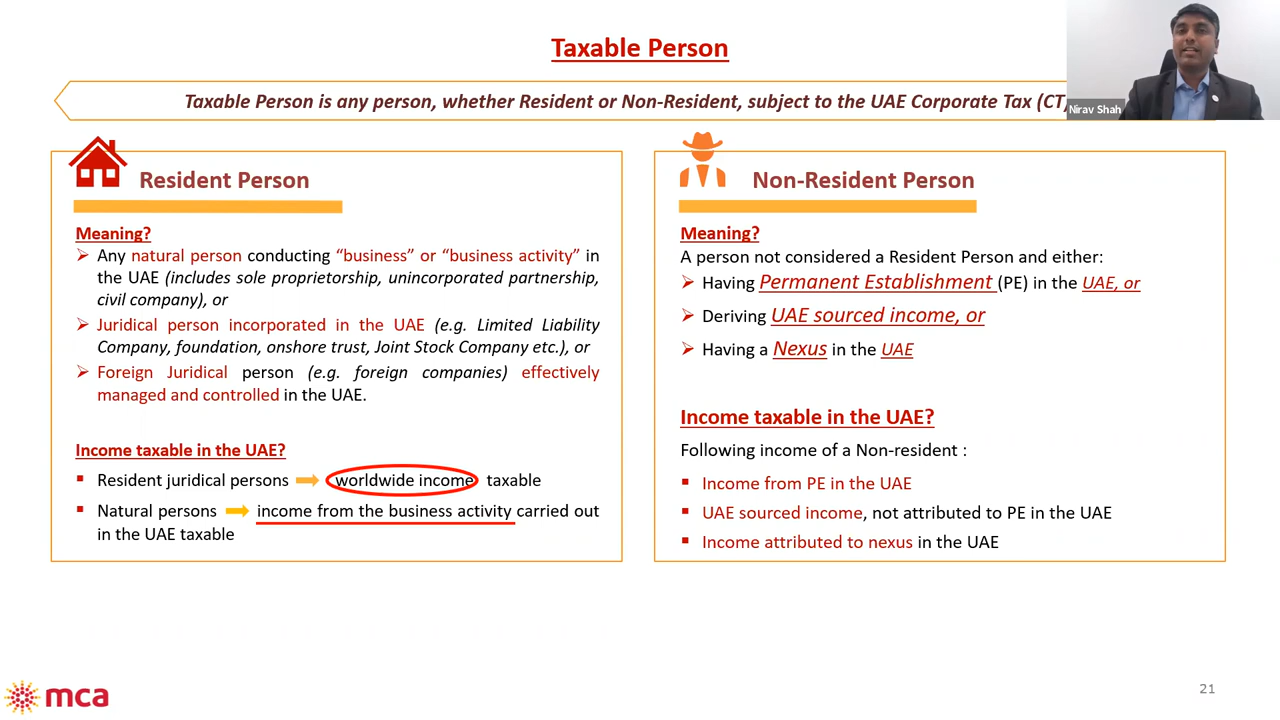 Taxable Person
Taxable Person is any person, whether Resident or Non-Resident, subject to the UAE Corporate Tax (CT)
Nirav Shah
Resident Person
Meaning?
➢ Any natural person conducting “business” or “business activity” in
the UAE (includes sole proprietorship, unincorporated partnership,
civil company), or
➢ Juridical person incorporated in the UAE (e.g. Limited Liability
Company, foundation, onshore trust, Joint Stock Company etc.), or
➢ Foreign Juridical person (e.g. foreign companies) effectively
managed and controlled in the UAE.
Income taxable in the UAE?
▪ Resident juridical persons worldwide income taxable
▪ Natural persons income from the business activity carried out
in the UAE taxable
Non-Resident Person
Meaning?
A person not considered a Resident Person and either:
➢ Having Permanent Establishment (PE) in the UAE, or
➢ Deriving UAE sourced income, or
➢ Having a Nexus in the UAE
Income taxable in the UAE?
Following income of a Non-resident :
▪ Income from PE in the UAE
▪ UAE sourced income, not attributed to PE in the UAE
▪ Income attributed to nexus in the UAE
mca
21